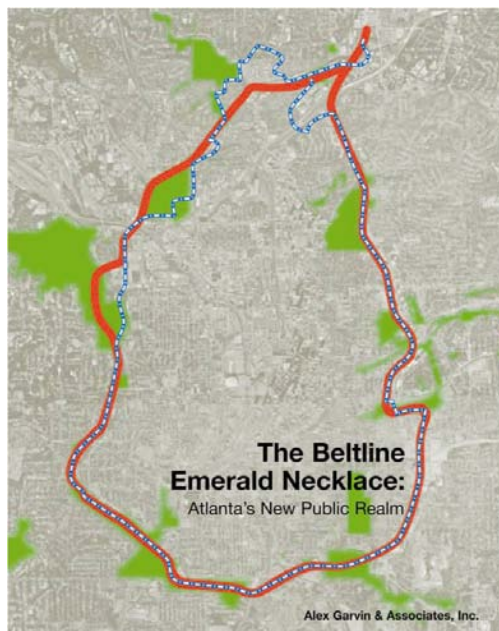 The Beltline
Emerald Necklace:
Atlanta's New Public Realm
Alex Garvin & Associates, Inc.